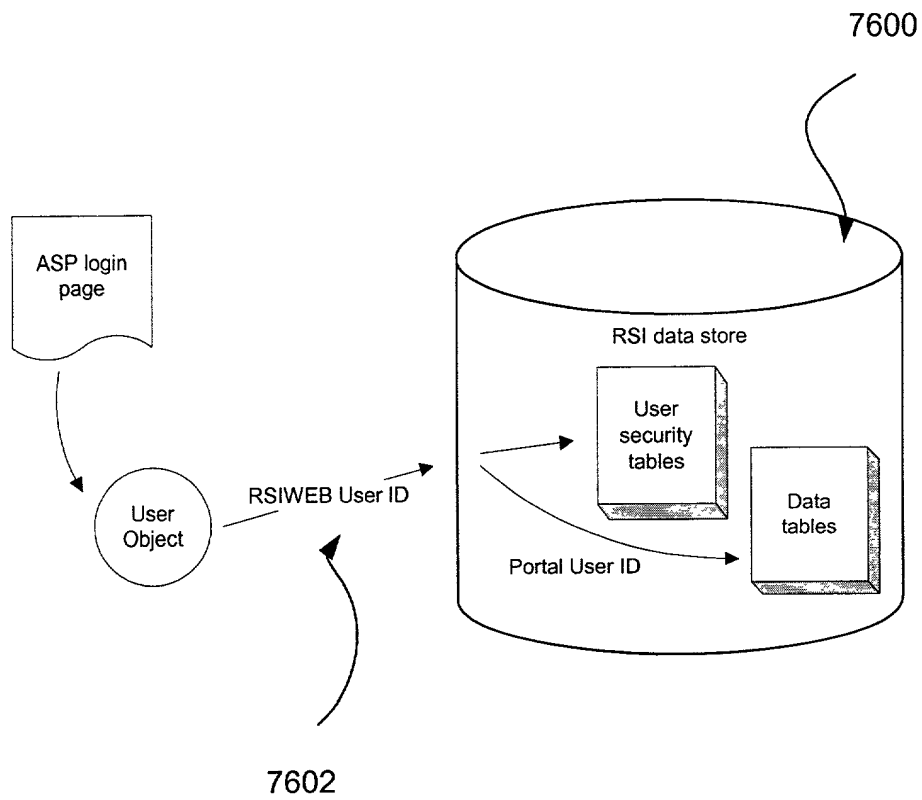 7600
ASP login
page
RSI data store
User
security
tables
Data
tables
RSIWEB User ID
User
Object
Portal User ID
7602